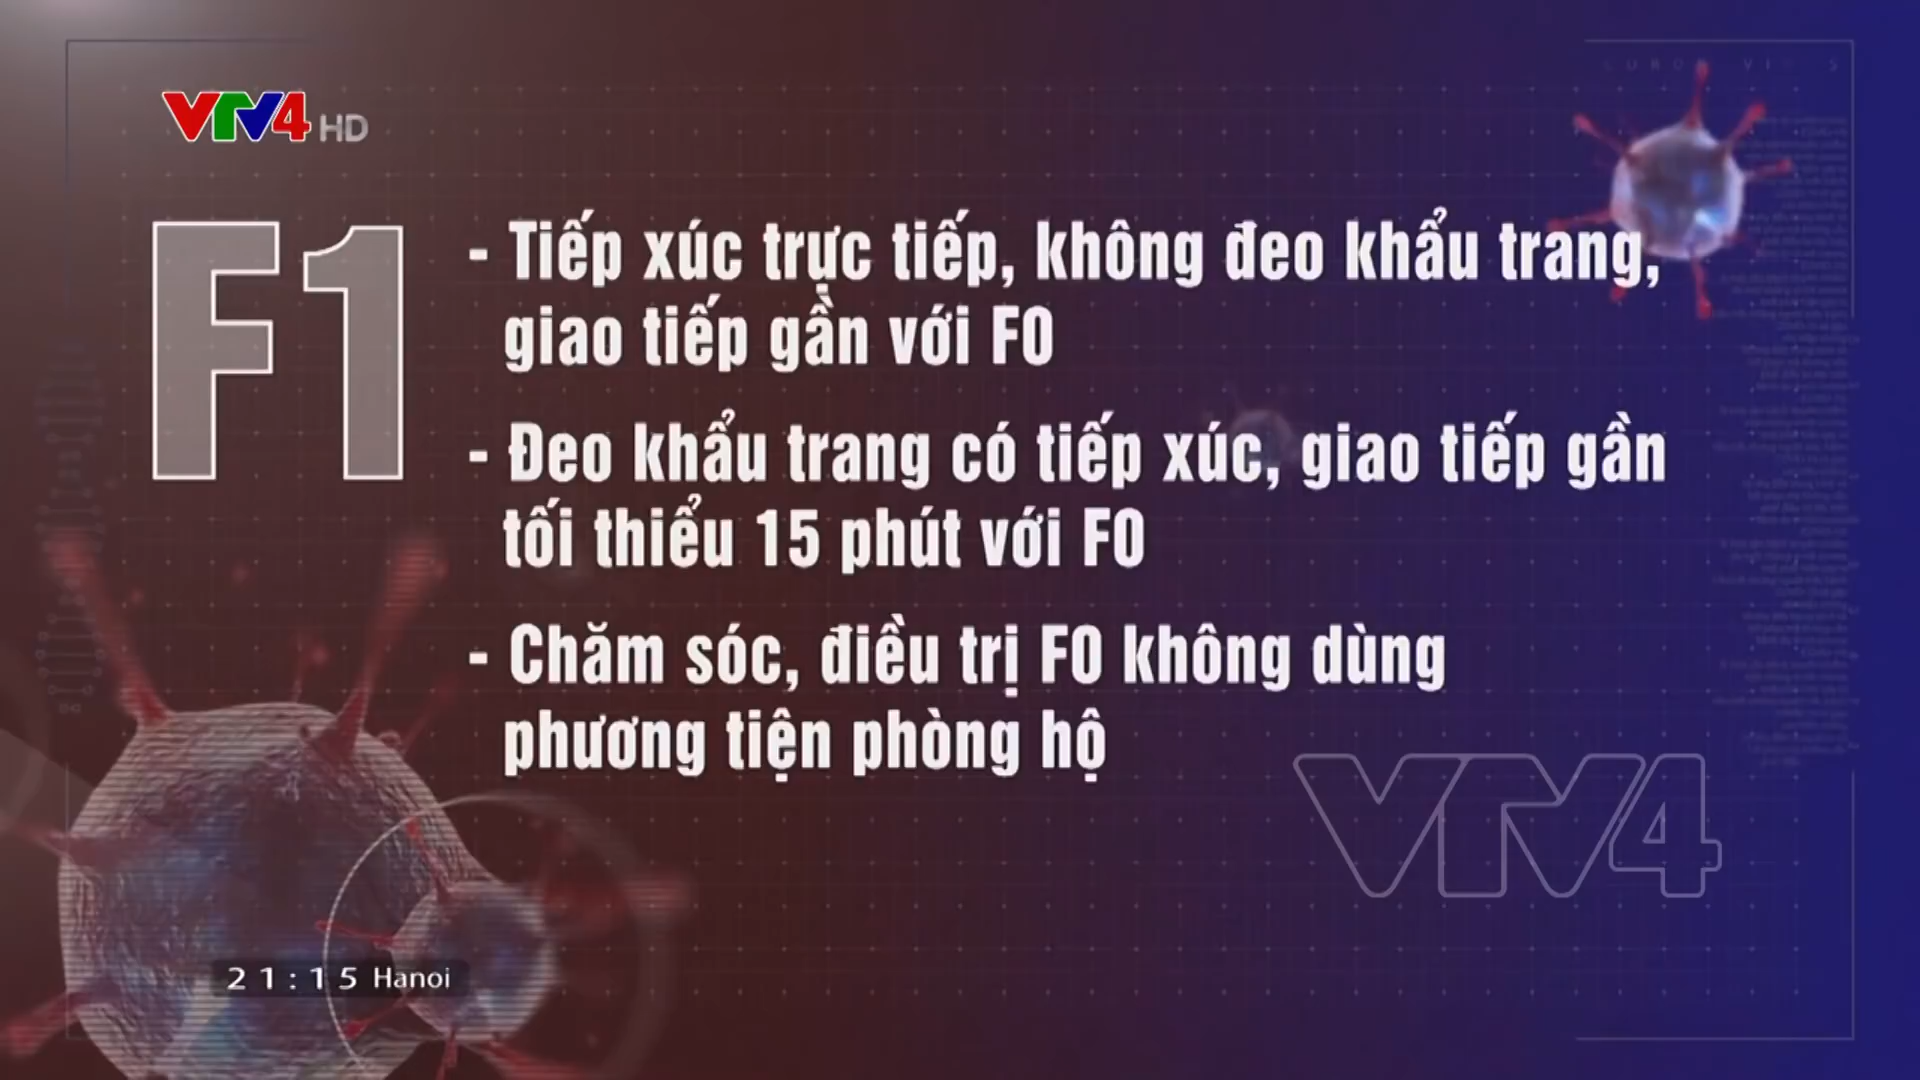 VTV4 HD
F1
- Tiếp xúc trực tiếp, không đeo khẩu trang,
giao tiếp gần với F0
- Đeo khẩu trang có tiếp xúc, giao tiếp gần
tối thiểu 15 phút với F0
- Chăm sóc, điều trị F0 không dùng
phương tiện phòng hộ
VTV4
21:15 Hanoi